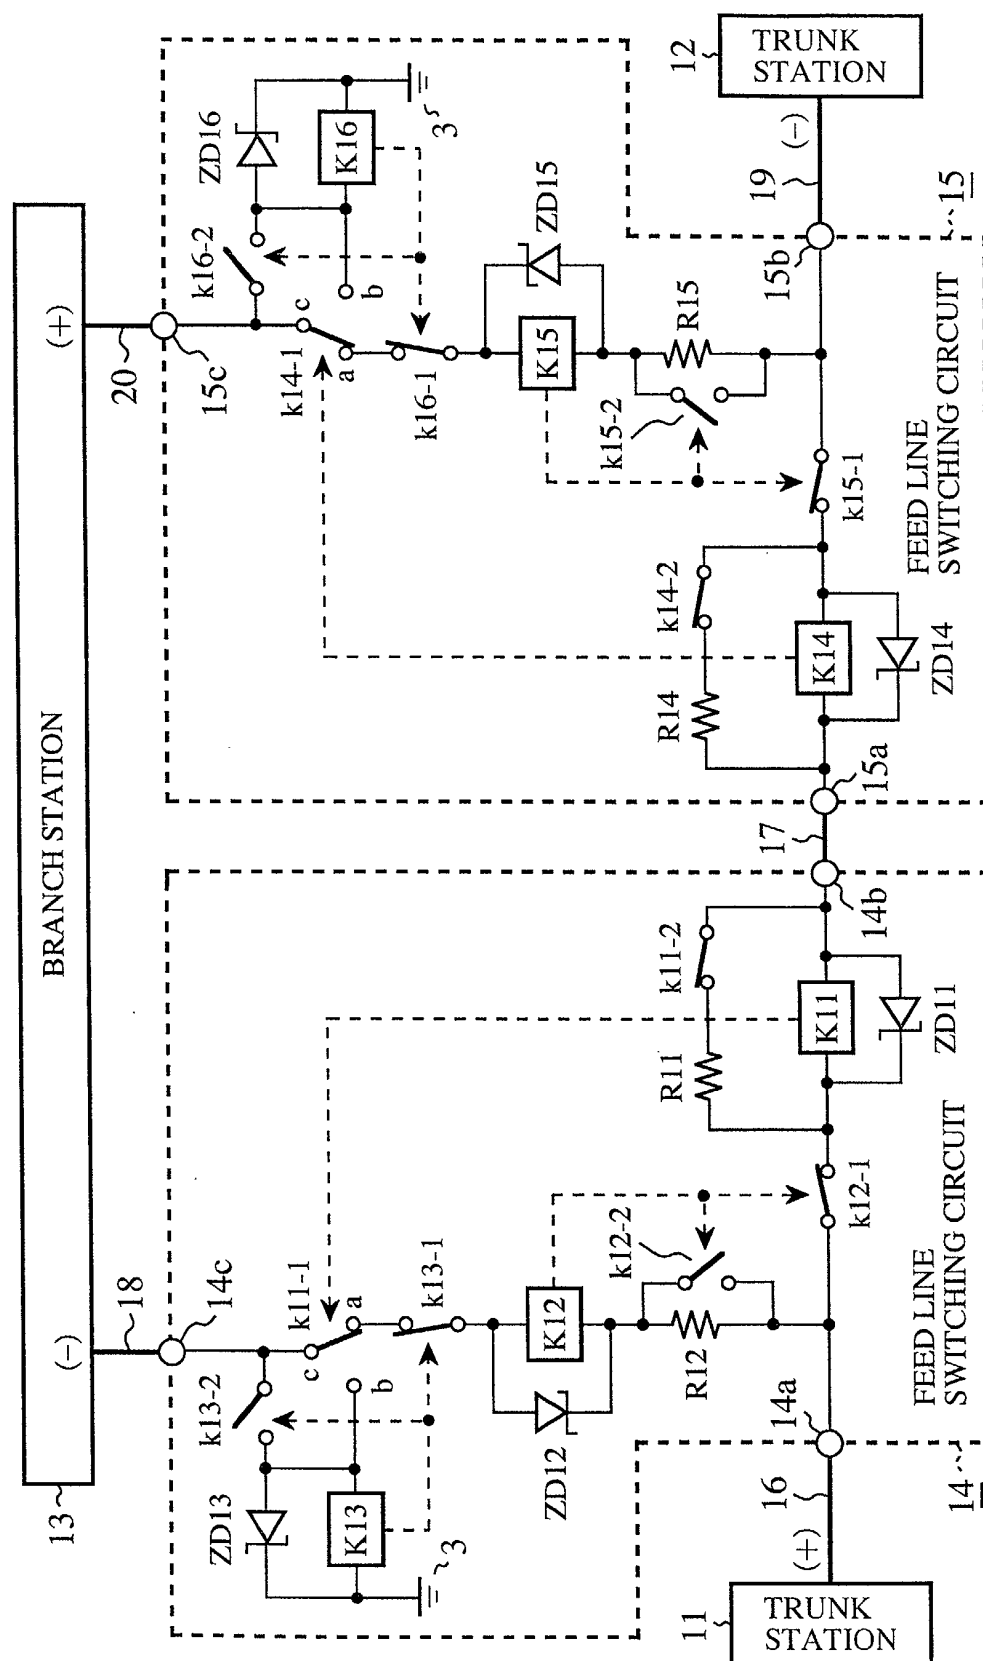 BRANCH STATION
13
(-)
(+)
18
20
14c
15c
k13-2
k11-1
c
a
b
k13-1
ZD13
K13
3
K12
ZD12
k12-2
R12
k12-1
R11
k11-2
K11
ZD11
14a
14b
16
(+)
11
TRUNK
STATION
FEED LINE
SWITCHING CIRCUIT
14
17
15a
R14
k14-2
K14
ZD14
k14-1
c
a
b
k16-2
ZD16
K16
3
k16-1
K15
ZD15
k15-2
R15
k15-1
15b
19
(-)
12
TRUNK
STATION
FEED LINE
SWITCHING CIRCUIT
15